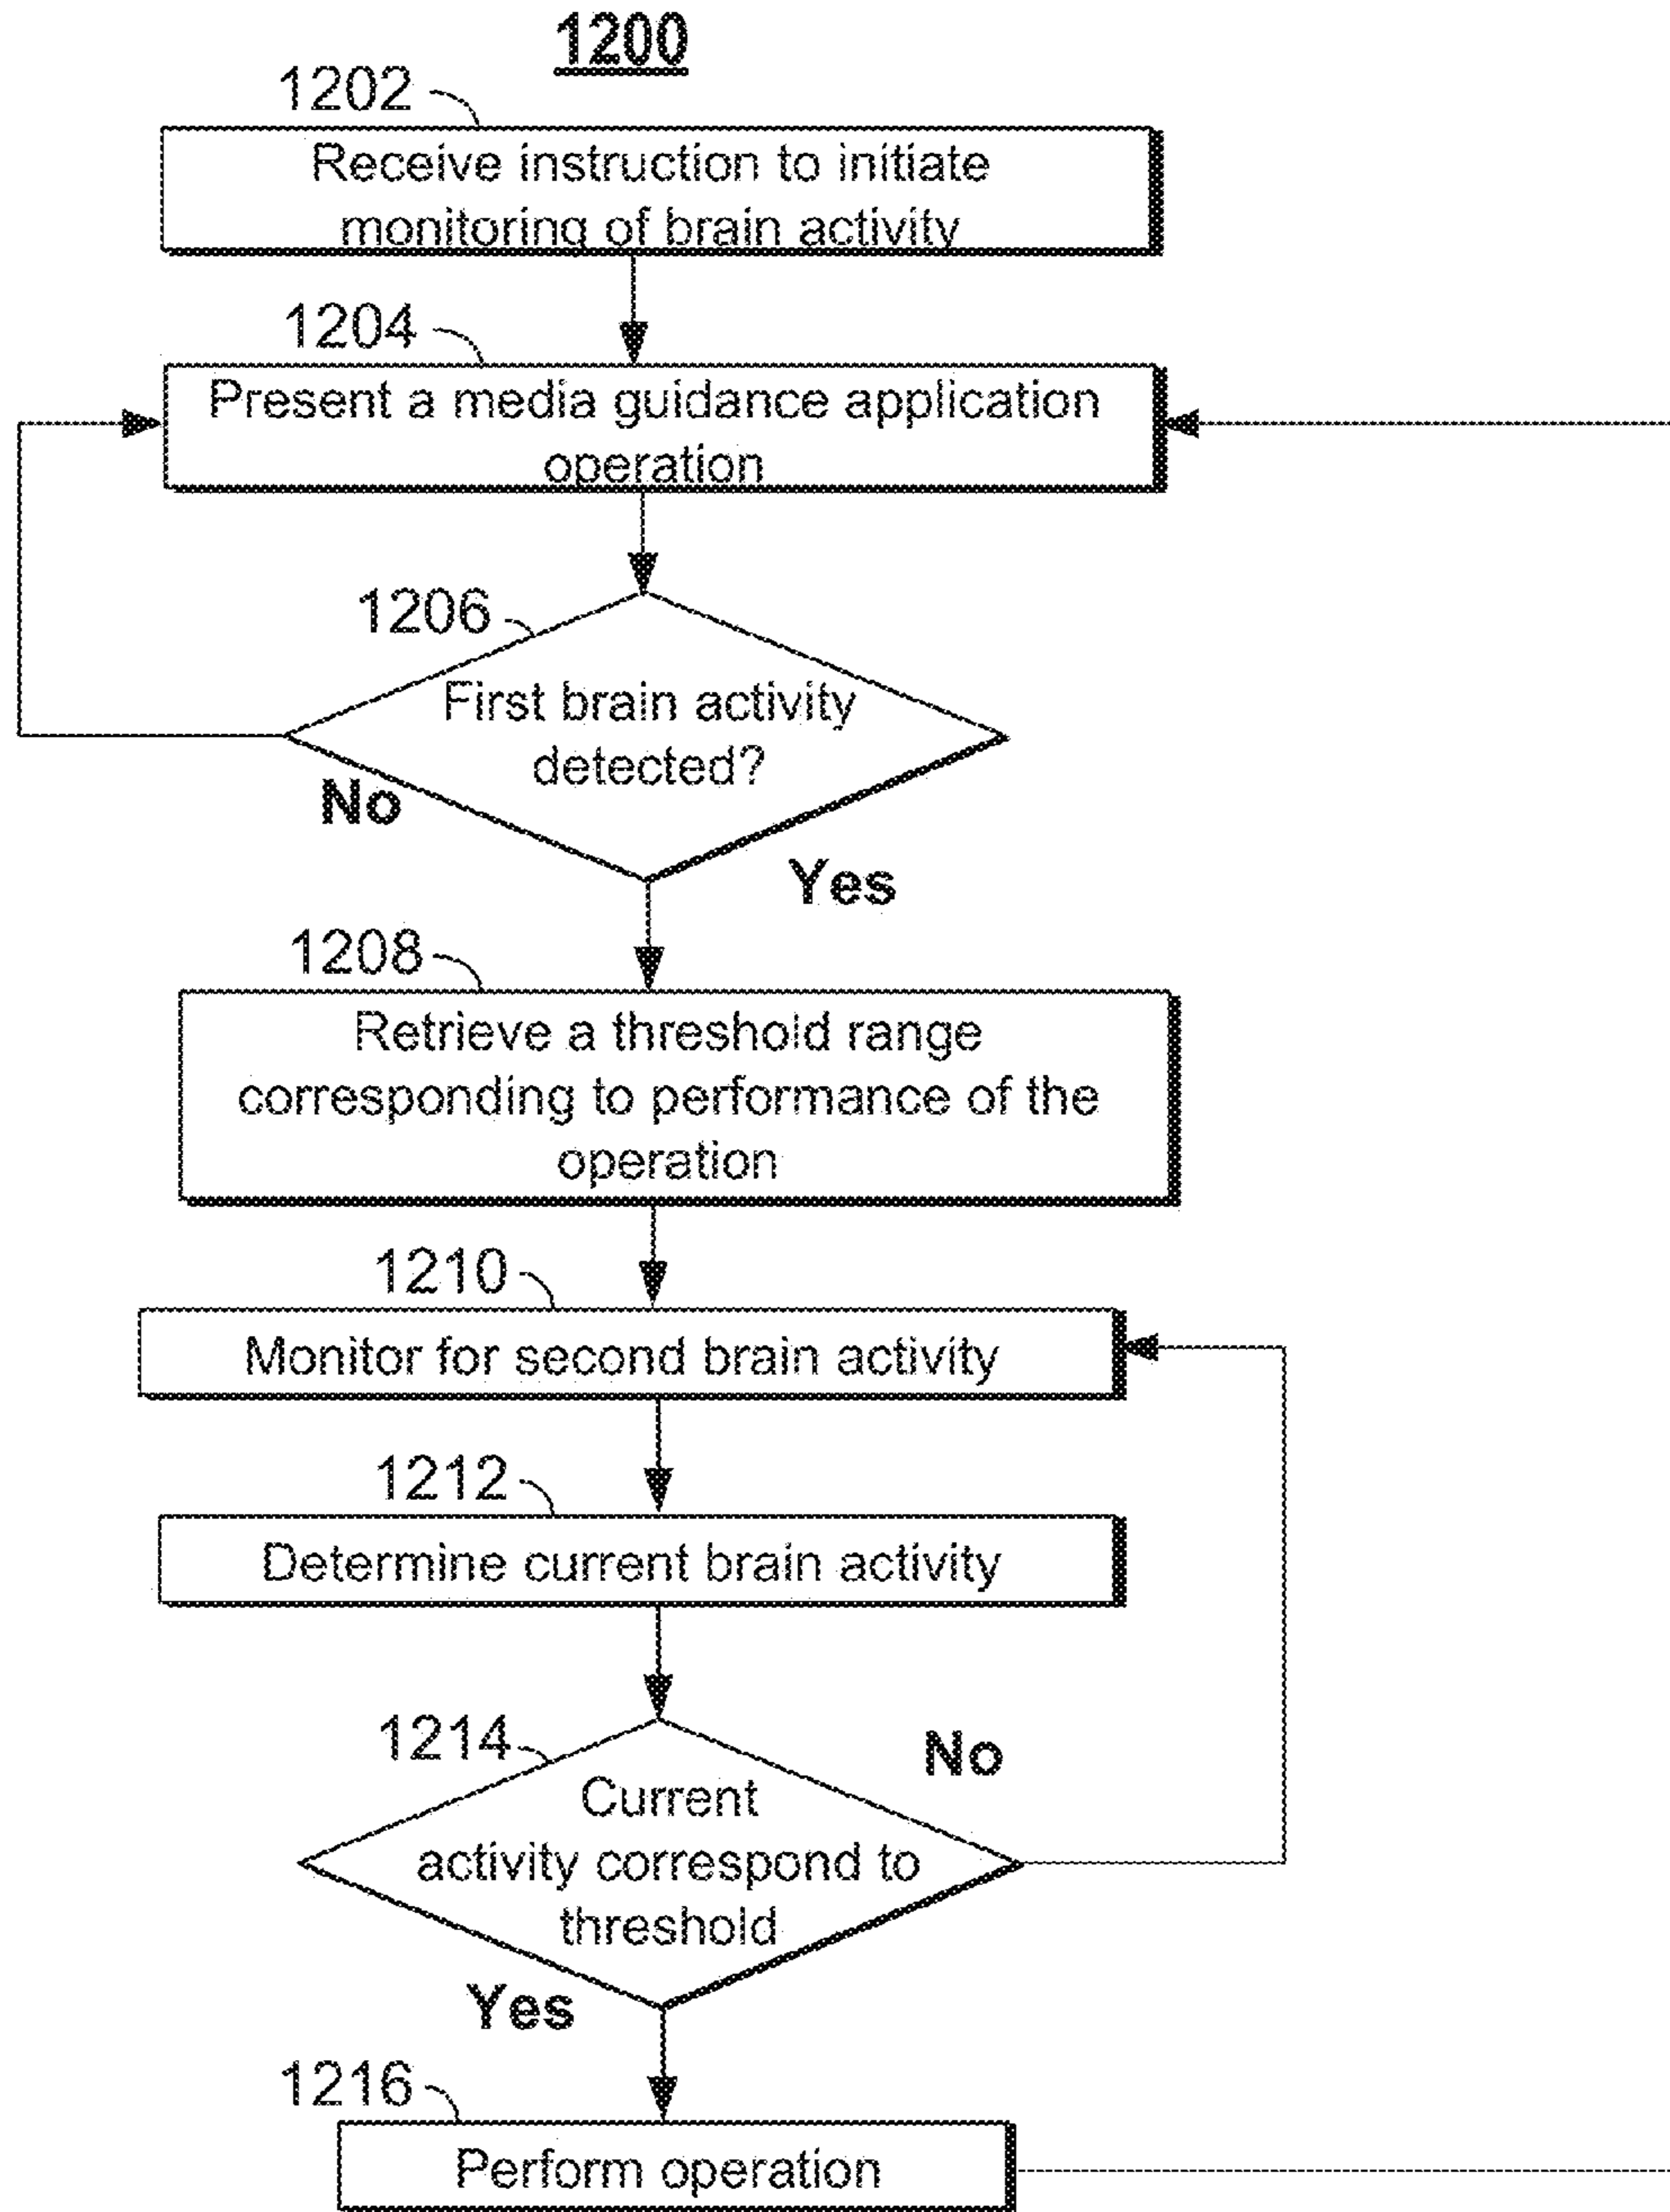 1200
1202
Receive instruction to initiate
monitoring of brain activity
1204
Present a media guidance application
operation
1206
First brain activity
detected?
No
Yes
1208
Retrieve a threshold range
corresponding to performance of the
operation
1210
Monitor for second brain activity
1212
Determine current brain activity
1214
No
Current
activity correspond to
threshold
Yes
1216
Perform operation